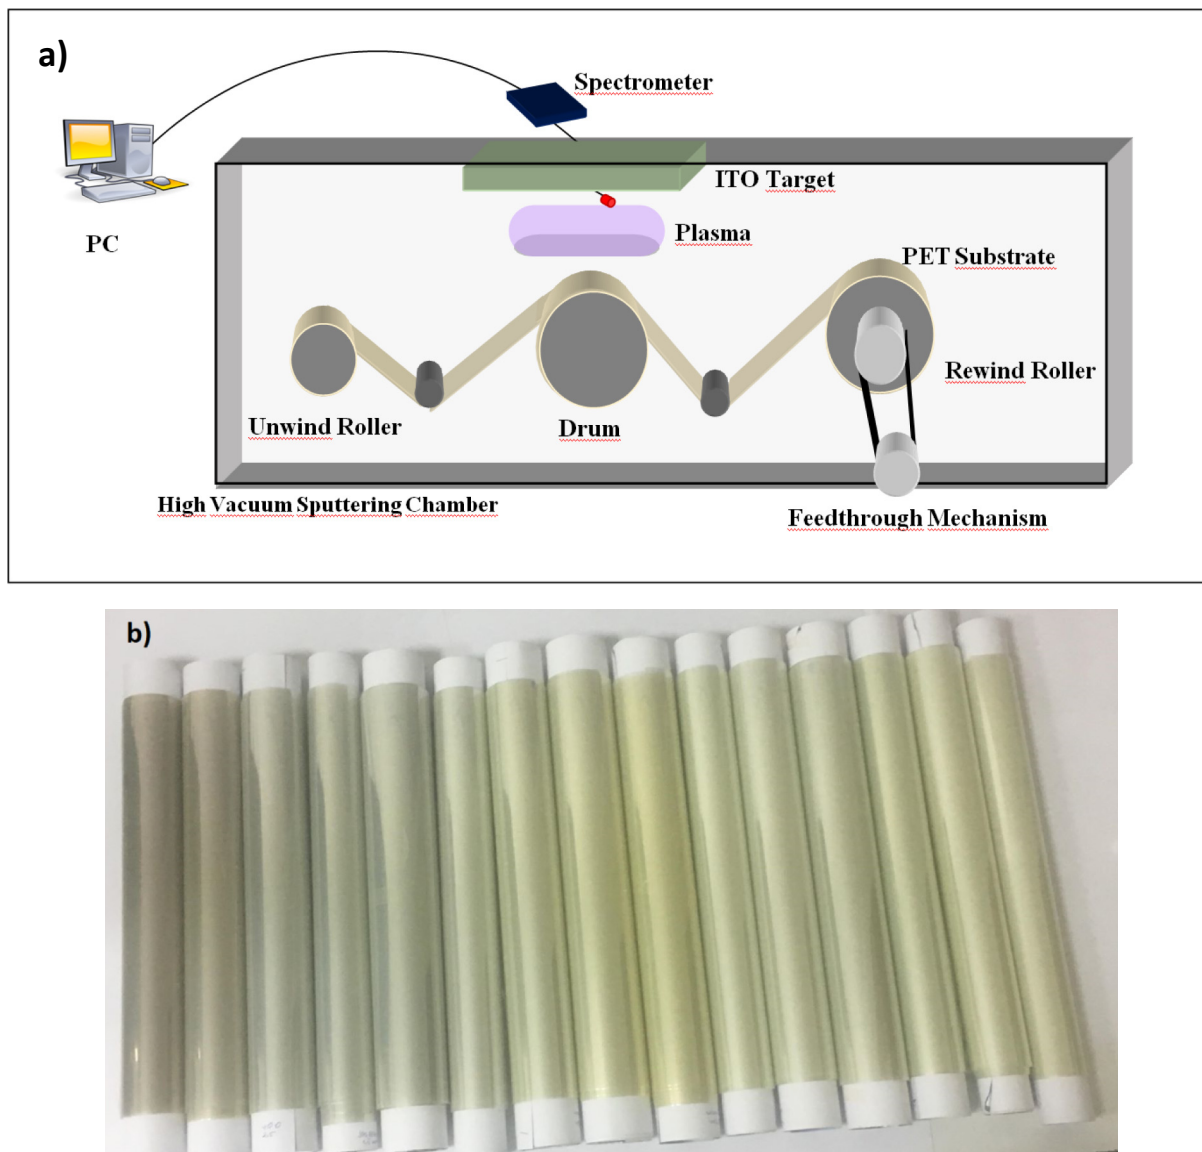 a)
Spectrometer
ITO Target
PC
Plasma
PET Substrate
Rewind Roller
Unwind Roller
Drum
High Vacuum Sputtering Chamber
Feedthrough Mechanism
b)